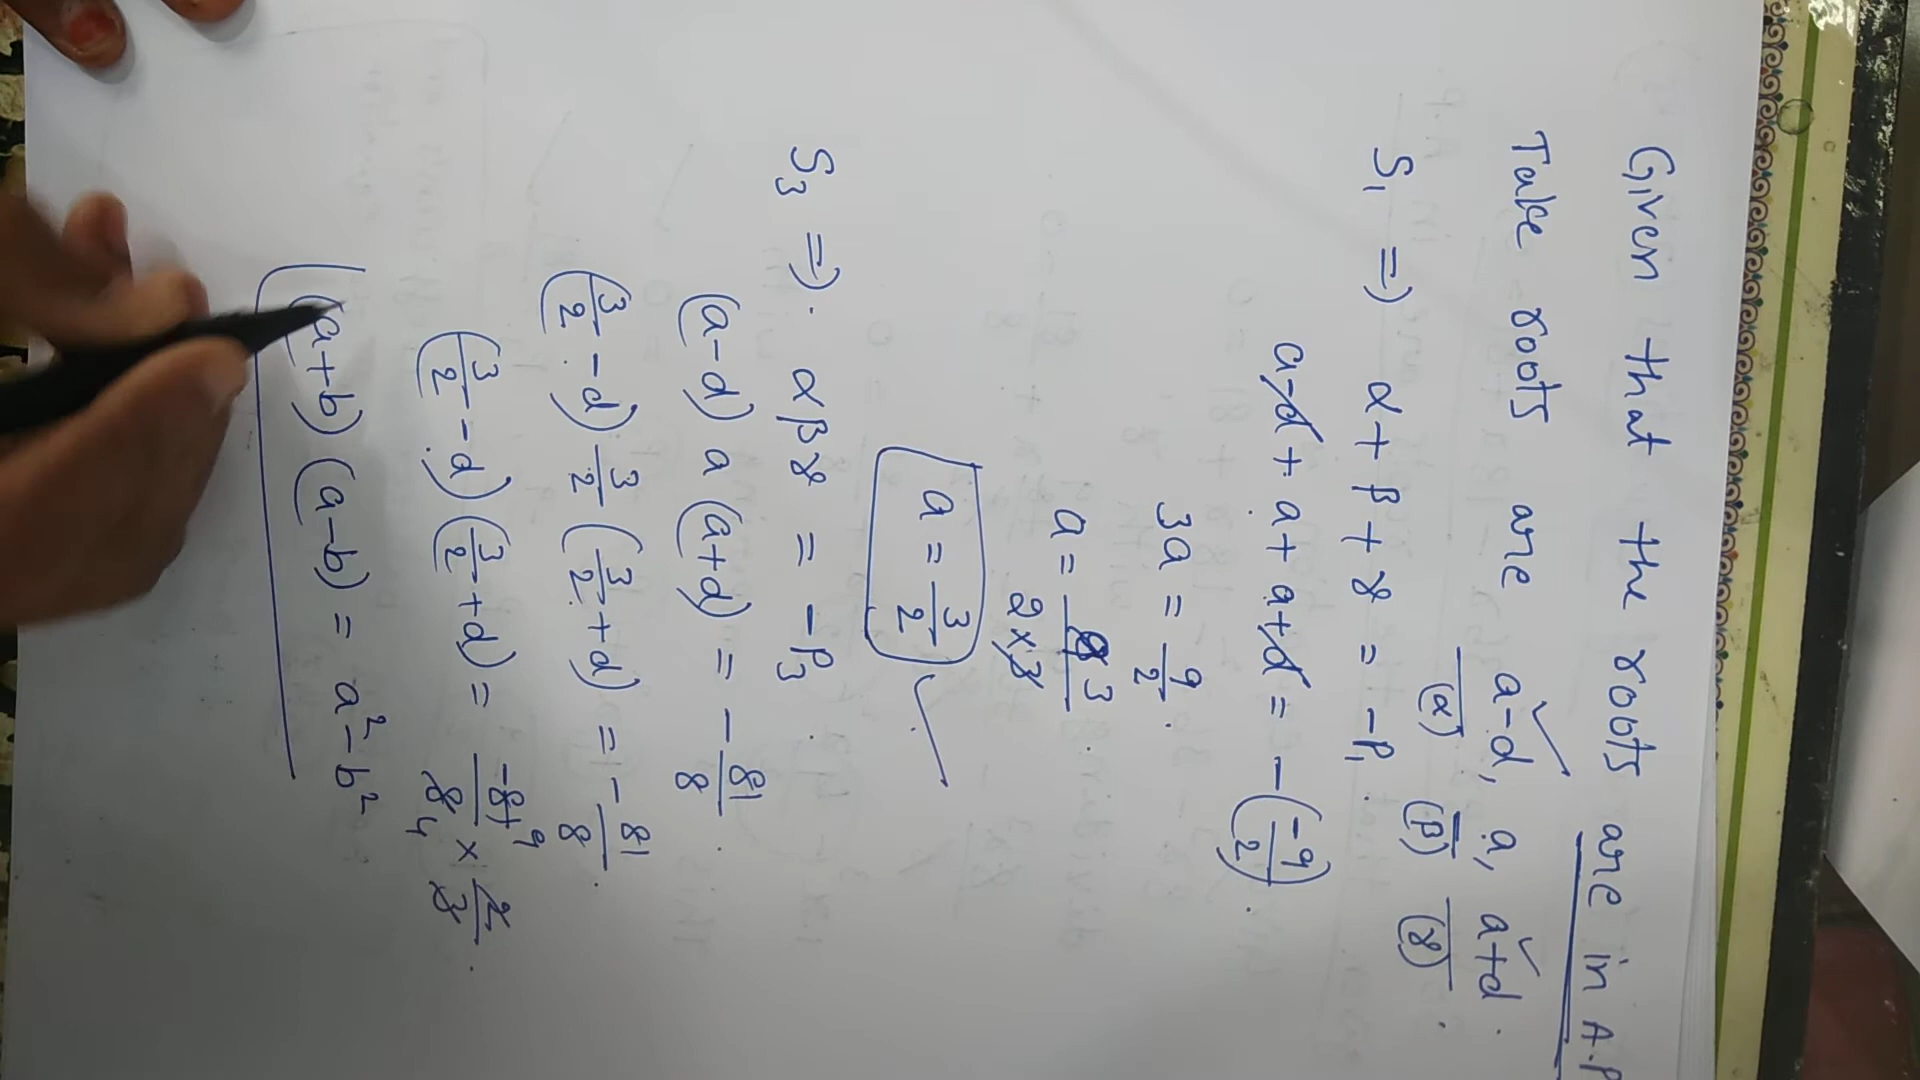 Given that the roots are in A.P
Take roots are a-d, a, a+d.
(α) (β) (γ)
S₁ ⇒ α + β + γ = -P₁.
a-d + a + a+d = -(-9/2).
3a = 9/2.
a = 9 3/2×3
a = 3/2
S₃ ⇒. αβγ = -P₃
(a-d) a (a+d) = -81/8.
(3/2 - d) 3/2 (3/2 + d) = -81/8.
(3/2 - d) (3/2 + d) = -81 9/8 4 × 2/3.
(a+b) (a-b) = a² - b²